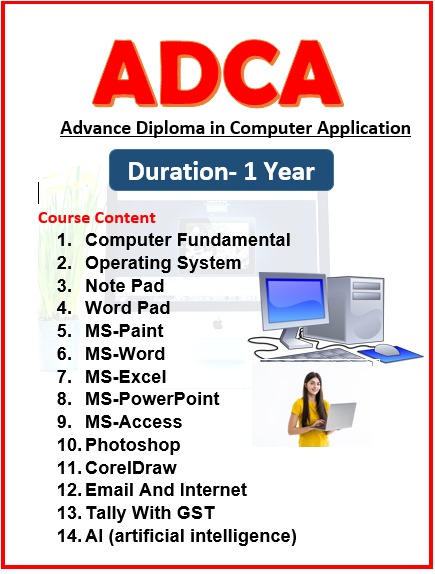 ADCA
Advance Diploma in Computer Application
Duration- 1 Year
Course Content
1. Computer Fundamental
2. Operating System
3. Note Pad
4. Word Pad
5. MS-Paint
6. MS-Word
7. MS-Excel
8. MS-PowerPoint
9. MS-Access
10. Photoshop
11. CorelDraw
12. Email And Internet
13. Tally With GST
14. AI (artificial intelligence)